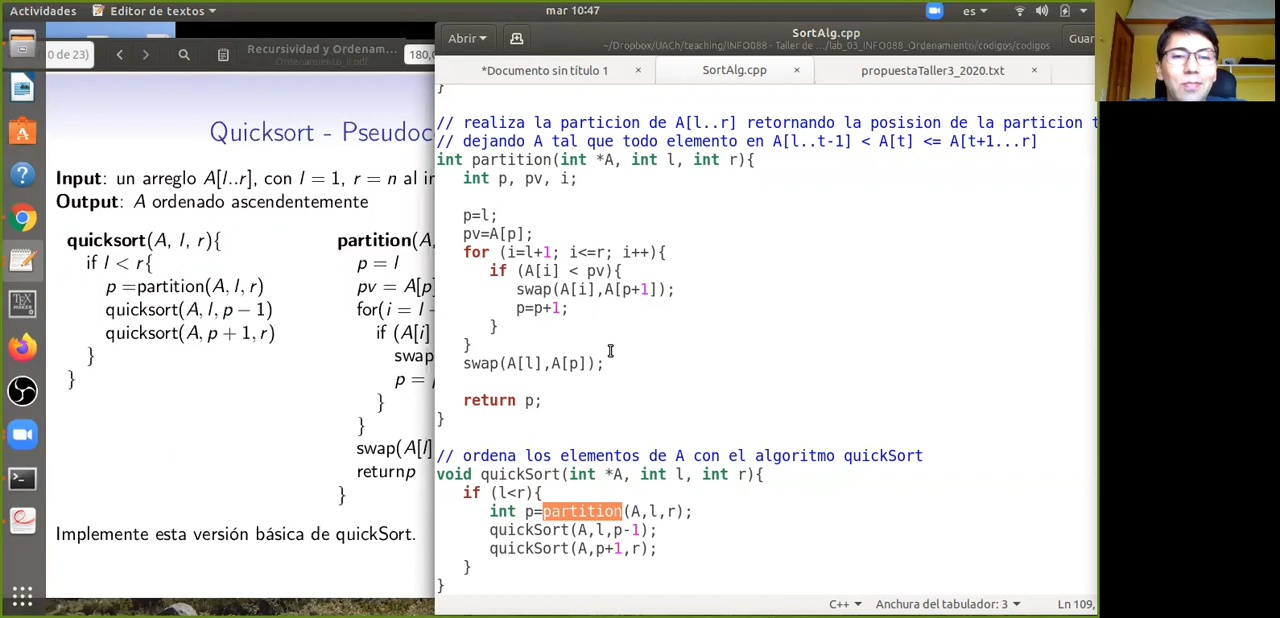 Actividades
Editor de textos
mar 10:47
es
0 de 23)
Recursividad y Ordenam...
Ordenamiento_II.pdf
180,0
Abrir
SortAlg.cpp
~/Dropbox/UACh/teaching/INFO088 - Taller de .../lab_03_INFO088_Ordenamiento/codigos/codigos
Guar
*Documento sin título 1
SortAlg.cpp
propuestaTaller3_2020.txt
Quicksort - Pseudoc
Input: un arreglo A[l..r], con l = 1, r = n al in
Output: A ordenado ascendentemente
quicksort(A, l, r){
if l < r{
p =partition(A, l, r)
quicksort(A, l, p − 1)
quicksort(A, p + 1, r)
}
}
partition(A,
p = l
pv = A[p]
for(i = l
if (A[i]
swap
p =
}
}
swap(A[l]
returnp
}
Implemente esta versión básica de quickSort.
}
// realiza la particion de A[l..r] retornando la posision de la particion t
// dejando A tal que todo elemento en A[l..t-1] < A[t] <= A[t+1...r]
int partition(int *A, int l, int r){
int p, pv, i;
p=l;
pv=A[p];
for (i=l+1; i<=r; i++){
if (A[i] < pv){
swap(A[i],A[p+1]);
p=p+1;
}
}
swap(A[l],A[p]);
return p;
}
// ordena los elementos de A con el algoritmo quickSort
void quickSort(int *A, int l, int r){
if (l<r){
int p=partition(A,l,r);
quickSort(A,l,p-1);
quickSort(A,p+1,r);
}
}
C++
Anchura del tabulador: 3
Ln 109,